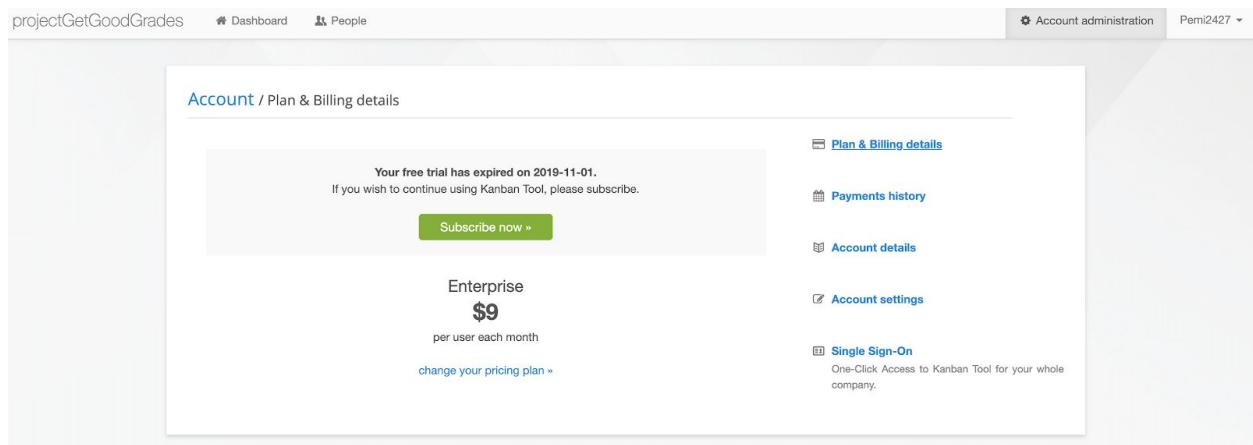 projectGetGoodGrades Dashboard People Account administration Pemi2427
Account / Plan & Billing details
Your free trial has expired on 2019-11-01.
If you wish to continue using Kanban Tool, please subscribe.
Subscribe now »
Enterprise
$9
per user each month
change your pricing plan »
Plan & Billing details
Payments history
Account details
Account settings
Single Sign-On
One-Click Access to Kanban Tool for your whole
company.